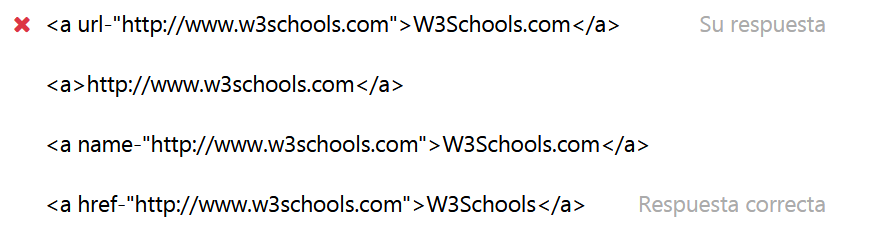 <a url-"http://www.w3schools.com">W3Schools.com</a> Su respuesta
<a>http://www.w3schools.com</a>
<a name-"http://www.w3schools.com">W3Schools.com</a>
<a href-"http://www.w3schools.com">W3Schools</a> Respuesta correcta